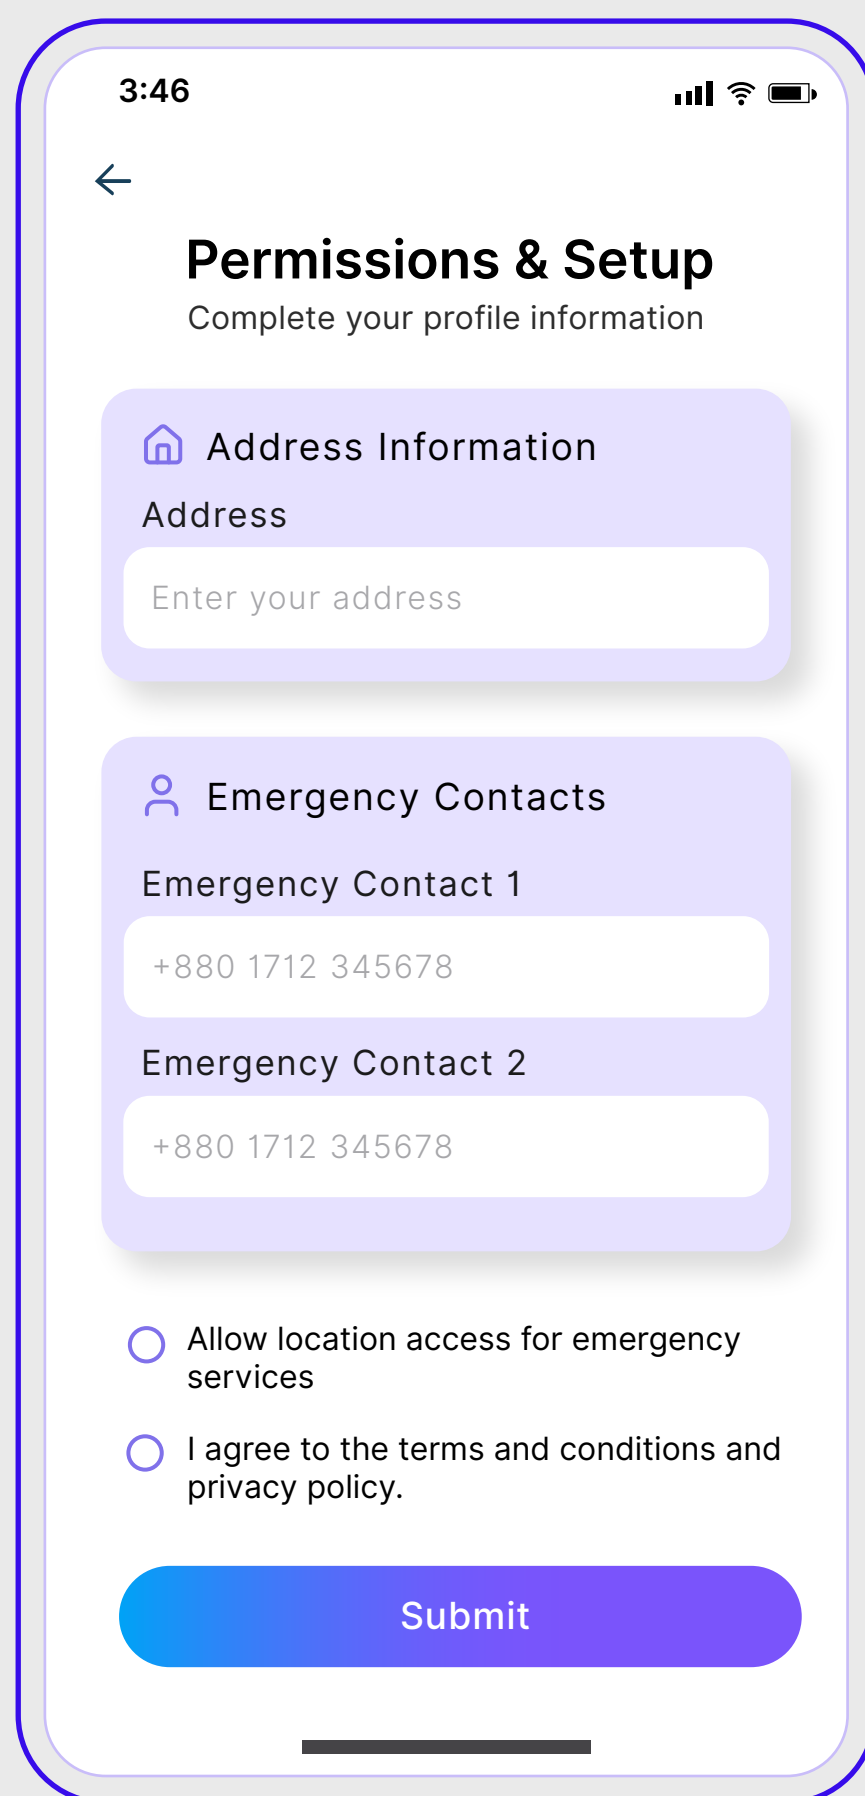 3:46
Permissions & Setup
Complete your profile information
Address Information
Address
Enter your address
Emergency Contacts
Emergency Contact 1
+880 1712 345678
Emergency Contact 2
+880 1712 345678
Allow location access for emergency
services
I agree to the terms and conditions and
privacy policy.
Submit